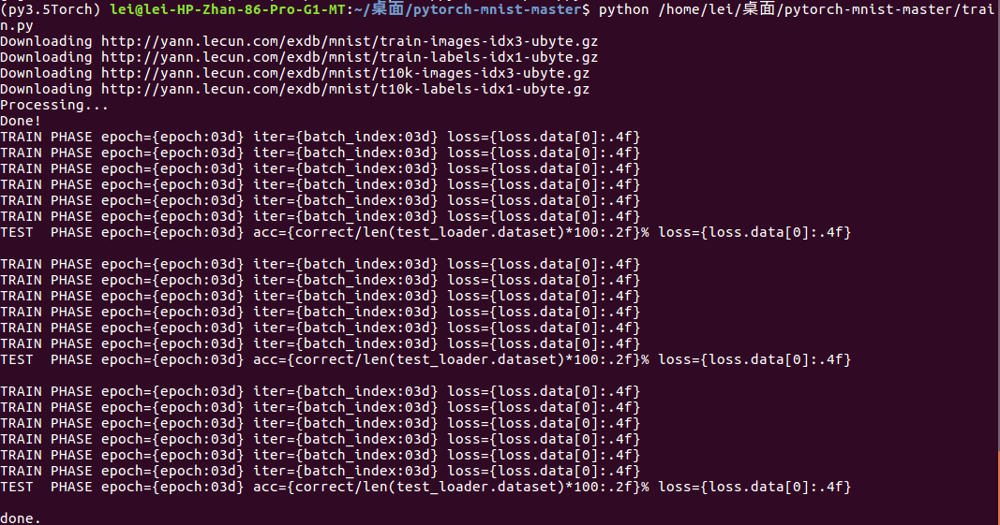 (py3.5Torch) lei@lei-HP-Zhan-86-Pro-G1-MT:~/桌面/pytorch-mnist-master$ python /home/lei/桌面/pytorch-mnist-master/trai
n.py
Downloading http://yann.lecun.com/exdb/mnist/train-images-idx3-ubyte.gz
Downloading http://yann.lecun.com/exdb/mnist/train-labels-idx1-ubyte.gz
Downloading http://yann.lecun.com/exdb/mnist/t10k-images-idx3-ubyte.gz
Downloading http://yann.lecun.com/exdb/mnist/t10k-labels-idx1-ubyte.gz
Processing...
Done!
TRAIN PHASE epoch={epoch:03d} iter={batch_index:03d} loss={loss.data[0]:.4f}
TRAIN PHASE epoch={epoch:03d} iter={batch_index:03d} loss={loss.data[0]:.4f}
TRAIN PHASE epoch={epoch:03d} iter={batch_index:03d} loss={loss.data[0]:.4f}
TRAIN PHASE epoch={epoch:03d} iter={batch_index:03d} loss={loss.data[0]:.4f}
TRAIN PHASE epoch={epoch:03d} iter={batch_index:03d} loss={loss.data[0]:.4f}
TRAIN PHASE epoch={epoch:03d} iter={batch_index:03d} loss={loss.data[0]:.4f}
TEST  PHASE epoch={epoch:03d} acc={correct/len(test_loader.dataset)*100:.2f}% loss={loss.data[0]:.4f}

TRAIN PHASE epoch={epoch:03d} iter={batch_index:03d} loss={loss.data[0]:.4f}
TRAIN PHASE epoch={epoch:03d} iter={batch_index:03d} loss={loss.data[0]:.4f}
TRAIN PHASE epoch={epoch:03d} iter={batch_index:03d} loss={loss.data[0]:.4f}
TRAIN PHASE epoch={epoch:03d} iter={batch_index:03d} loss={loss.data[0]:.4f}
TRAIN PHASE epoch={epoch:03d} iter={batch_index:03d} loss={loss.data[0]:.4f}
TRAIN PHASE epoch={epoch:03d} iter={batch_index:03d} loss={loss.data[0]:.4f}
TEST  PHASE epoch={epoch:03d} acc={correct/len(test_loader.dataset)*100:.2f}% loss={loss.data[0]:.4f}

TRAIN PHASE epoch={epoch:03d} iter={batch_index:03d} loss={loss.data[0]:.4f}
TRAIN PHASE epoch={epoch:03d} iter={batch_index:03d} loss={loss.data[0]:.4f}
TRAIN PHASE epoch={epoch:03d} iter={batch_index:03d} loss={loss.data[0]:.4f}
TRAIN PHASE epoch={epoch:03d} iter={batch_index:03d} loss={loss.data[0]:.4f}
TRAIN PHASE epoch={epoch:03d} iter={batch_index:03d} loss={loss.data[0]:.4f}
TRAIN PHASE epoch={epoch:03d} iter={batch_index:03d} loss={loss.data[0]:.4f}
TEST  PHASE epoch={epoch:03d} acc={correct/len(test_loader.dataset)*100:.2f}% loss={loss.data[0]:.4f}

done.